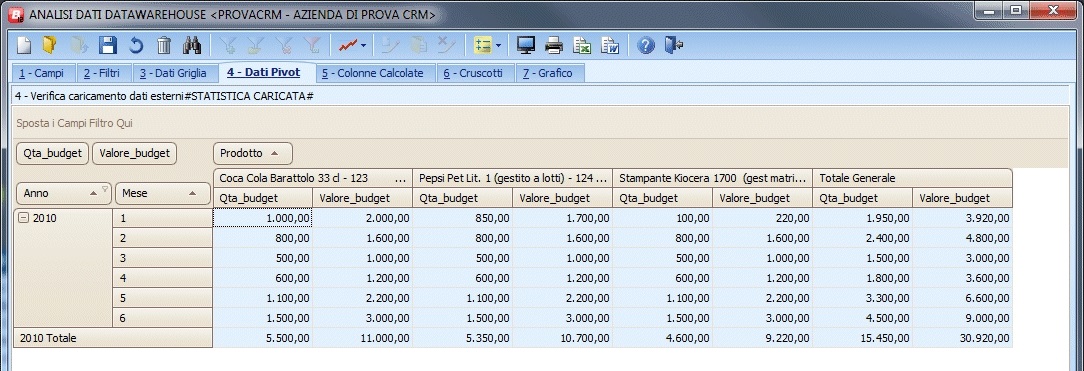 ANALISI DATI DATAWAREHOUSE <PROVACRM - AZIENDA DI PROVA CRM>
1 - Campi 2 - Filtri 3 - Dati Griglia 4 - Dati Pivot 5 - Colonne Calcolate 6 - Cruscotti 7 - Grafico
4 - Verifica caricamento dati esterni#STATISTICA CARICATA#
Sposta i Campi Filtro Qui
Qta_budget Valore_budget Prodotto
Coca Cola Barattolo 33 cl - 123 ... Pepsi Pet Lit. 1 (gestito a lotti) - 124 ... Stampante Kiocera 1700 (gest matri... Totale Generale
Anno Mese Qta_budget Valore_budget Qta_budget Valore_budget Qta_budget Valore_budget Qta_budget Valore_budget
2010 1 1.000,00 2.000,00 850,00 1.700,00 100,00 220,00 1.950,00 3.920,00
2 800,00 1.600,00 800,00 1.600,00 800,00 1.600,00 2.400,00 4.800,00
3 500,00 1.000,00 500,00 1.000,00 500,00 1.000,00 1.500,00 3.000,00
4 600,00 1.200,00 600,00 1.200,00 600,00 1.200,00 1.800,00 3.600,00
5 1.100,00 2.200,00 1.100,00 2.200,00 1.100,00 2.200,00 3.300,00 6.600,00
6 1.500,00 3.000,00 1.500,00 3.000,00 1.500,00 3.000,00 4.500,00 9.000,00
2010 Totale 5.500,00 11.000,00 5.350,00 10.700,00 4.600,00 9.220,00 15.450,00 30.920,00